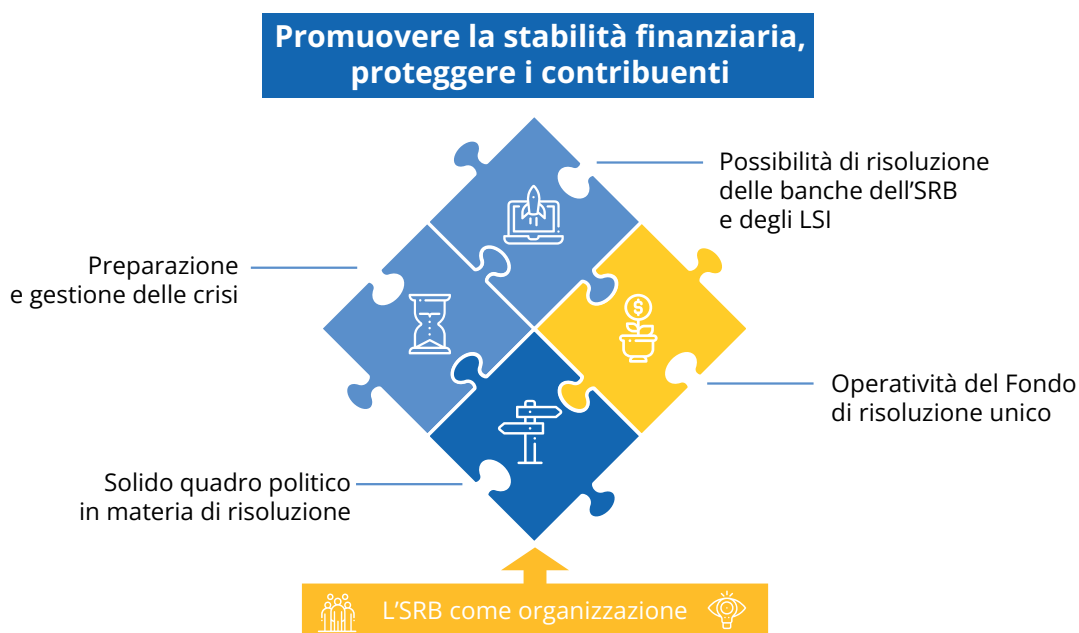 Promuovere la stabilità finanziaria,
proteggere i contribuenti
Possibilità di risoluzione
delle banche dell'SRB
e degli LSI
Preparazione
e gestione delle crisi
Operatività del Fondo
di risoluzione unico
Solido quadro politico
in materia di risoluzione
L'SRB come organizzazione